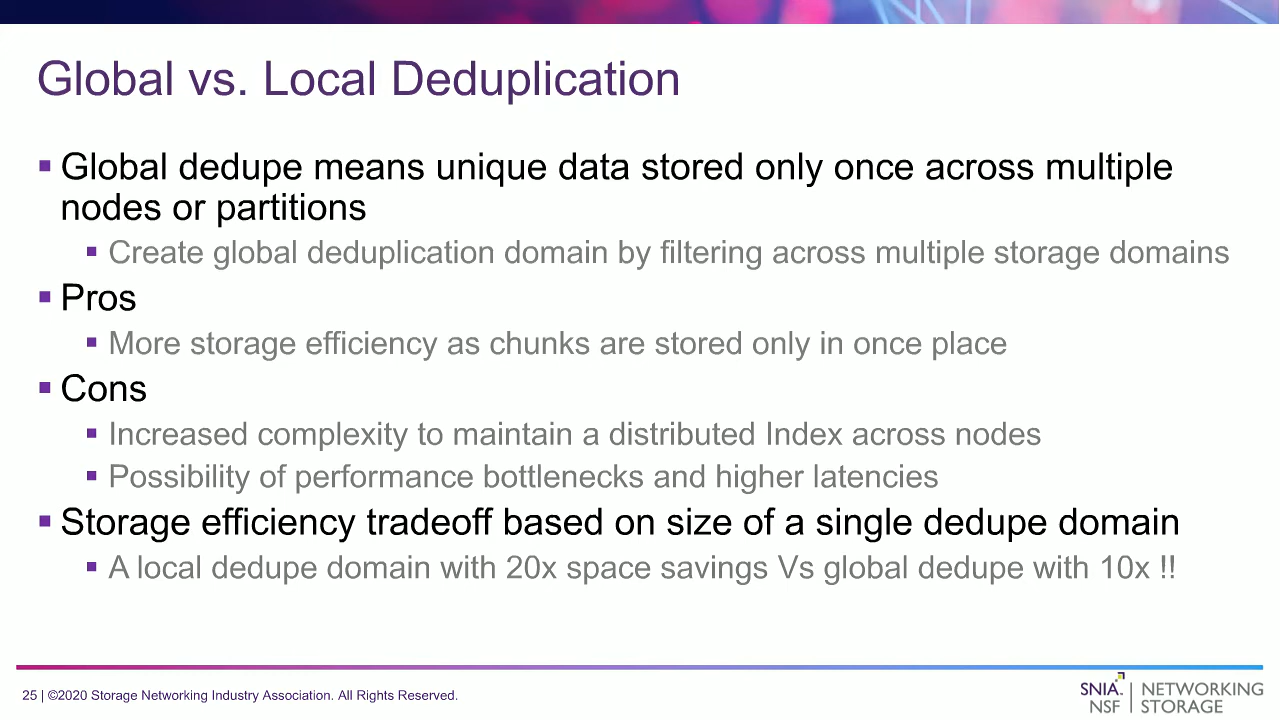 Global vs. Local Deduplication
▪ Global dedupe means unique data stored only once across multiple
nodes or partitions
▪ Create global deduplication domain by filtering across multiple storage domains
▪ Pros
▪ More storage efficiency as chunks are stored only in once place
▪ Cons
▪ Increased complexity to maintain a distributed Index across nodes
▪ Possibility of performance bottlenecks and higher latencies
▪ Storage efficiency tradeoff based on size of a single dedupe domain
▪ A local dedupe domain with 20x space savings Vs global dedupe with 10x !!
25 | ©2020 Storage Networking Industry Association. All Rights Reserved.
SNIA. | NETWORKING
NSF | STORAGE